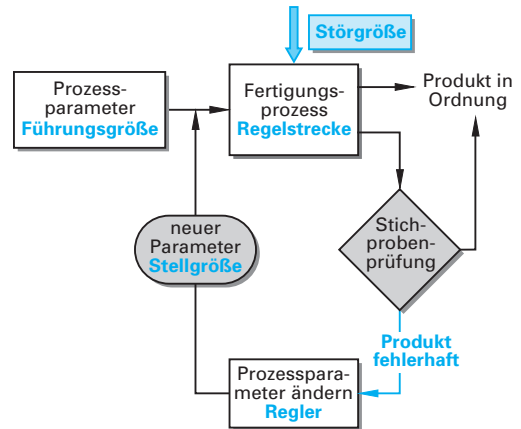 Störgröße
Prozess-
parameter
Führungsgröße
Fertigungs-
prozess
Regelstrecke
Produkt in
Ordnung
neuer
Parameter
Stellgröße
Stich-
proben-
prüfung
Produkt
fehlerhaft
Prozesspara-
meter ändern
Regler